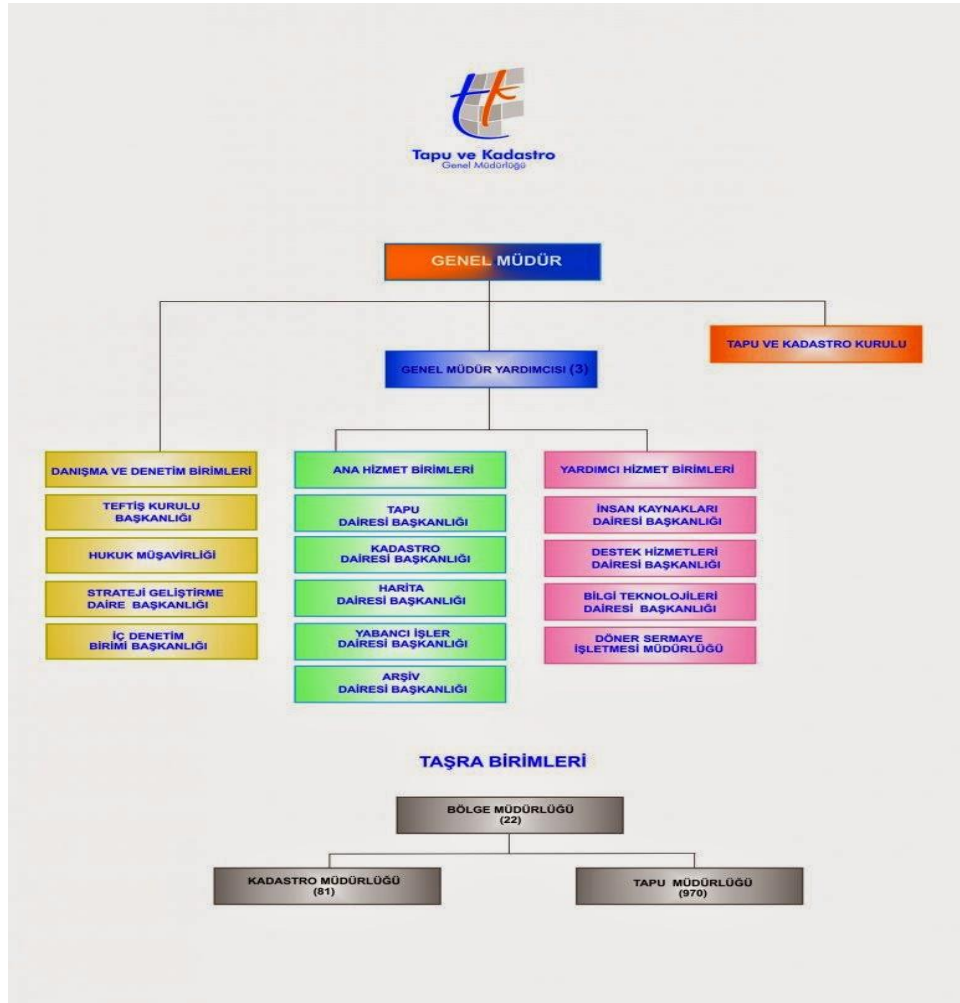 tk
Tapu ve Kadastro
Genel Müdürlüğü
GENEL MÜDÜR
TAPU VE KADASTRO KURULU
GENEL MÜDÜR YARDIMCISI (3)
DANIŞMA VE DENETİM BİRİMLERİ
TEFTİŞ KURULU
BAŞKANLIĞI
HUKUK MÜŞAVİRLİĞİ
STRATEJİ GELİŞTİRME
DAİRE BAŞKANLIĞI
İÇ DENETİM
BİRİMİ BAŞKANLIĞI
ANA HİZMET BİRİMLERİ
TAPU
DAİRESİ BAŞKANLIĞI
KADASTRO
DAİRESİ BAŞKANLIĞI
HARİTA
DAİRESİ BAŞKANLIĞI
YABANCI İŞLER
DAİRESİ BAŞKANLIĞI
ARŞİV
DAİRESİ BAŞKANLIĞI
YARDIMCI HİZMET BİRİMLERİ
İNSAN KAYNAKLARI
DAİRESİ BAŞKANLIĞI
DESTEK HİZMETLERİ
DAİRESİ BAŞKANLIĞI
BİLGİ TEKNOLOJİLERİ
DAİRESİ BAŞKANLIĞI
DÖNER SERMAYE
İŞLETMESİ MÜDÜRLÜĞÜ
TAŞRA BİRİMLERİ
BÖLGE MÜDÜRLÜĞÜ
(22)
KADASTRO MÜDÜRLÜĞÜ
(81)
TAPU MÜDÜRLÜĞÜ
(970)